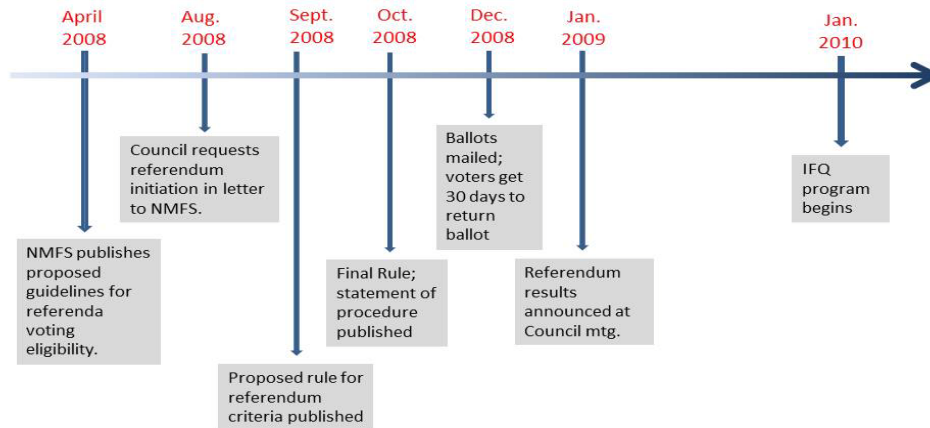 April
2008
Aug.
2008
Sept.
2008
Oct.
2008
Dec.
2008
Jan.
2009
Jan.
2010
Council requests
referendum
initiation in letter
to NMFS.
Ballots
mailed;
voters get
30 days to
return
ballot
IFQ
program
begins
NMFS publishes
proposed
guidelines for
referenda
voting
eligibility.
Final Rule;
statement of
procedure
published
Referendum
results
announced at
Council mtg.
Proposed rule for
referendum
criteria published